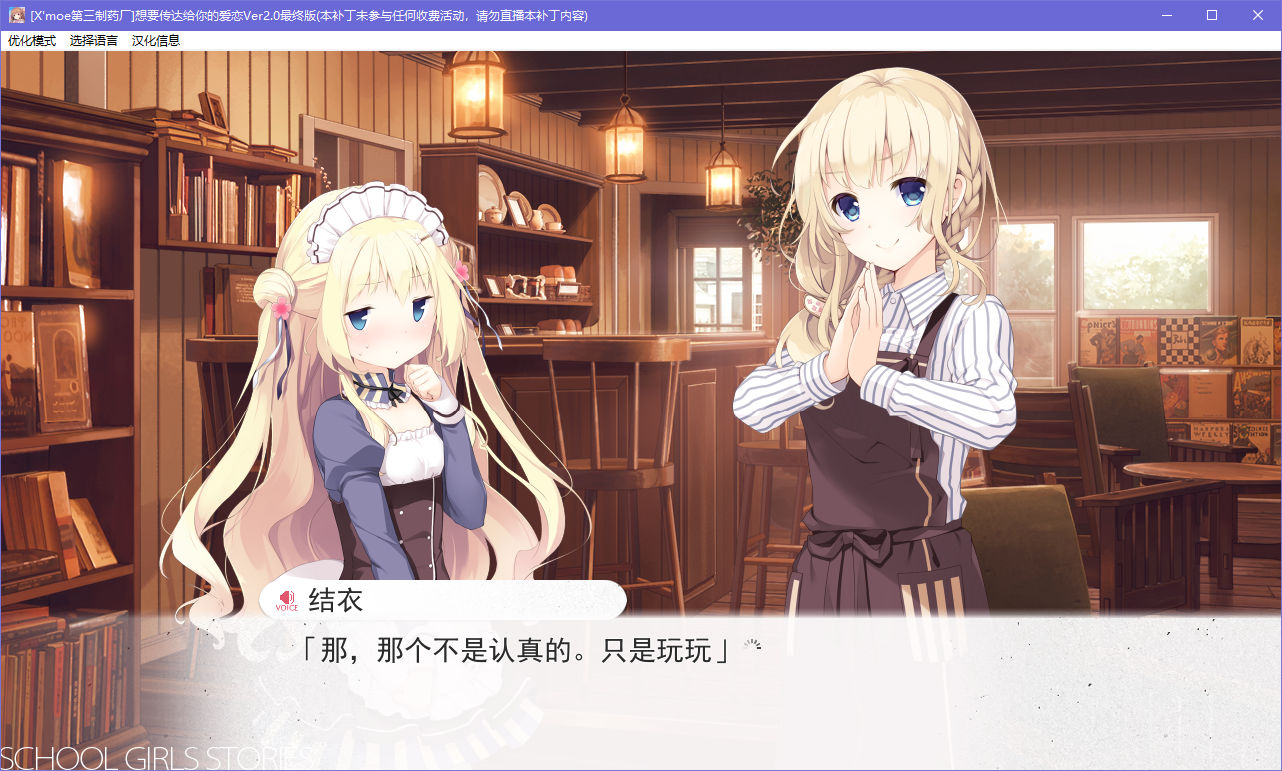 [X'moe第三制药厂]想要传达给你的爱恋Ver2.0最终版(本补丁未参与任何收费活动，请勿直播本补丁内容)
优化模式 选择语言 汉化信息
VOICE
结衣
「那，那个不是认真的。只是玩玩」
SCHOOL GIRLS STORIES